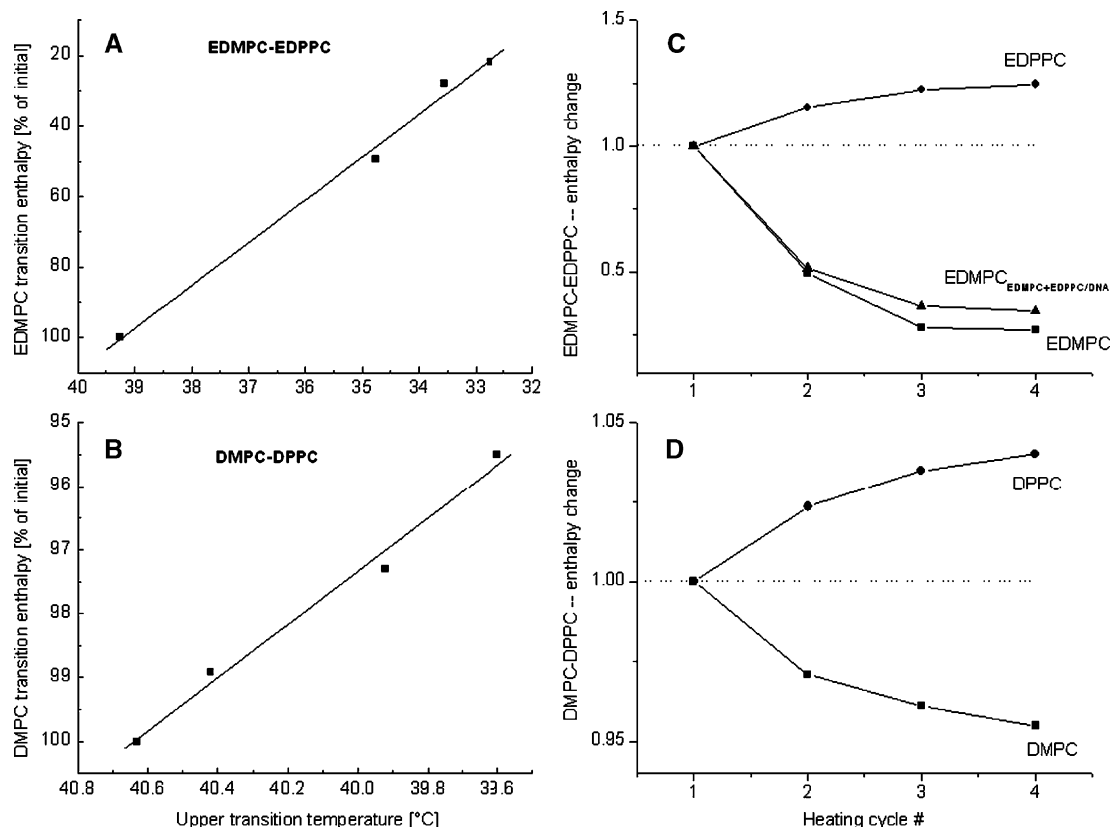 A
EDMPC-EDPPC
EDMPC transition enthalpy [% of initial]
20
40
60
80
100
40 39 38 37 36 35 34 33 32
B
DMPC-DPPC
DMPC transition enthalpy [% of initial]
95
96
97
98
99
100
40.8 40.6 40.4 40.2 40.0 39.8 39.6
Upper transition temperature [°C]
C
EDPPC
EDMPC-EDPPC -- enthalpy change
1.5
1.0
0.5
EDMPC EDMPC+EDPPC/DNA
EDMPC
1 2 3 4
D
DPPC
DMPC-DPPC -- enthalpy change
1.05
1.00
0.95
DMPC
1 2 3 4
Heating cycle #